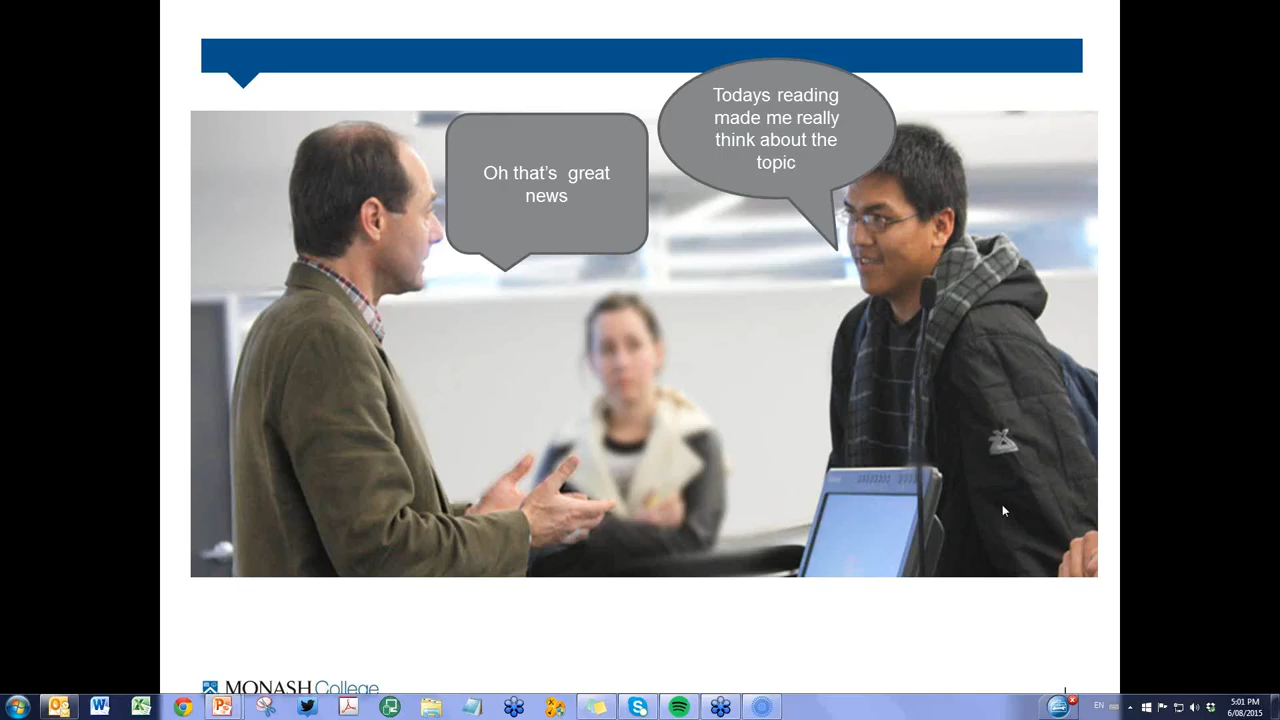 Todays reading
made me really
think about the
topic
Oh that’s  great
news
MONASH College
EN
5:01 PM
6/08/2015